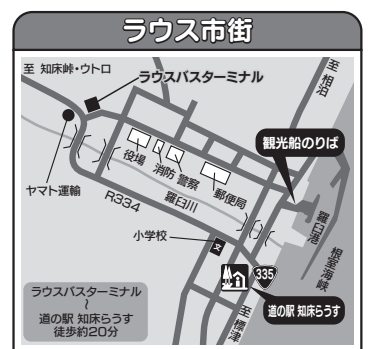 ラウス市街
至 知床峠・ウトロ
至 相泊
ラウスバスターミナル
観光船のりば
役場
消防
警察
郵便局
ヤマト運輸
羅臼川
羅臼港
R334
小学校
文
根室海峡
335
道の駅 知床らうす
至 標津
ラウスバスターミナル
～
道の駅 知床らうす
徒歩約20分